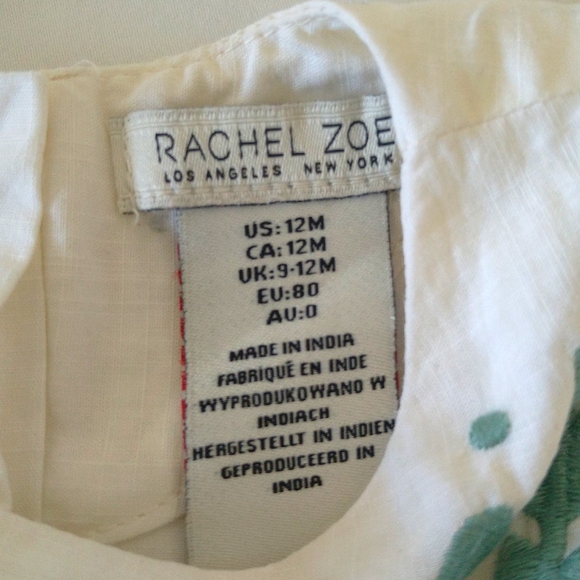 RACHEL ZOE
LOS ANGELES NEW YORK
US: 12M
CA: 12M
UK: 9-12M
EU: 80
AU: 0
MADE IN INDIA
FABRIQUÉ EN INDE
WYPRODUKOWANO W
INDIACH
HERGESTELLT IN INDIEN
GEPRODUCEERD IN
INDIA